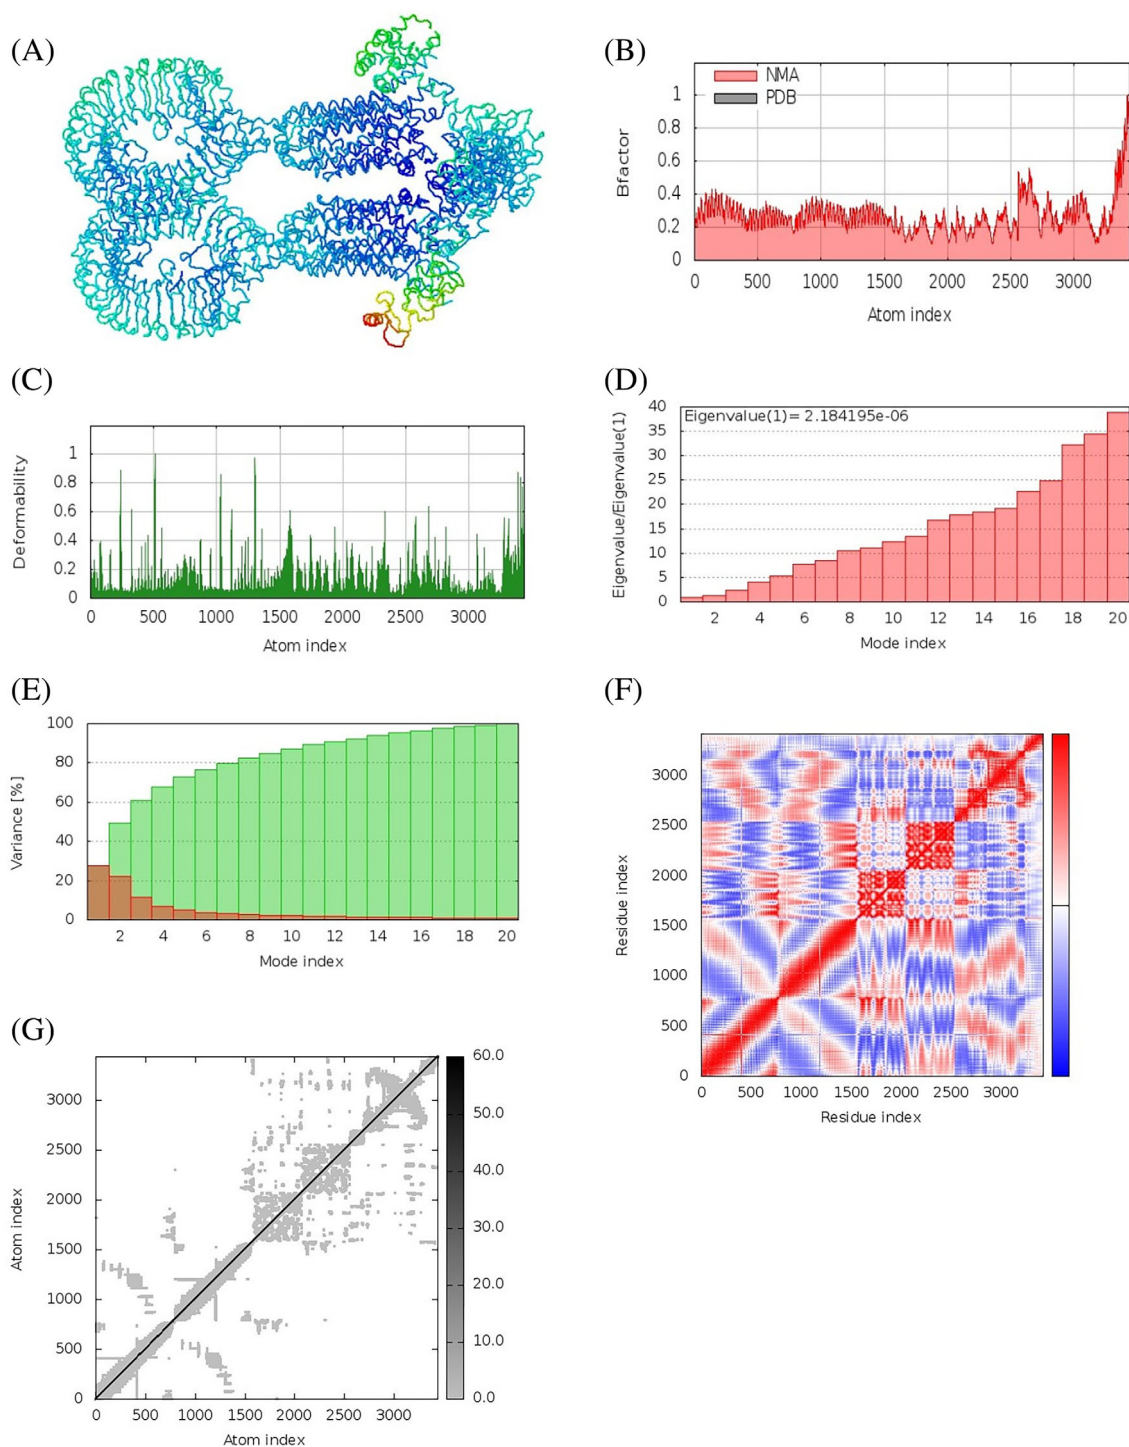 (A)
(B)
NMA
PDB
1
0.8
0.6
0.4
0.2
0
Bfactor
0 500 1000 1500 2000 2500 3000
Atom index
(C)
1
0.8
0.6
0.4
0.2
0
Deformability
0 500 1000 1500 2000 2500 3000
Atom index
(D)
Eigenvalue(1)= 2.184195e-06
40
35
30
25
20
15
10
5
0
Eigenvalue/Eigenvalue(1)
2 4 6 8 10 12 14 16 18 20
Mode index
(E)
100
80
60
40
20
0
Variance [%]
2 4 6 8 10 12 14 16 18 20
Mode index
(F)
3000
2500
2000
1500
1000
500
0
Residue index
0 500 1000 1500 2000 2500 3000
Residue index
(G)
3000
2500
2000
1500
1000
500
0
Atom index
0 500 1000 1500 2000 2500 3000
Atom index
60.0
50.0
40.0
30.0
20.0
10.0
0.0